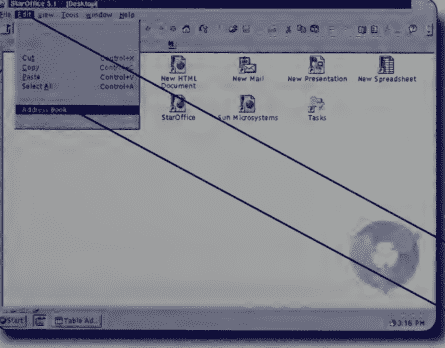 StarOffice 5.1 [Desktop]
File Edit View Tools Window Help
Cut Control+X
Copy Control+C
Paste Control+V
Select All Control+A
Address Book
New HTML Document
New Mail
New Presentation
New Spreadsheet
StarOffice
Sun Microsystems
Tasks
Start
Table Ad...
3:16 PM